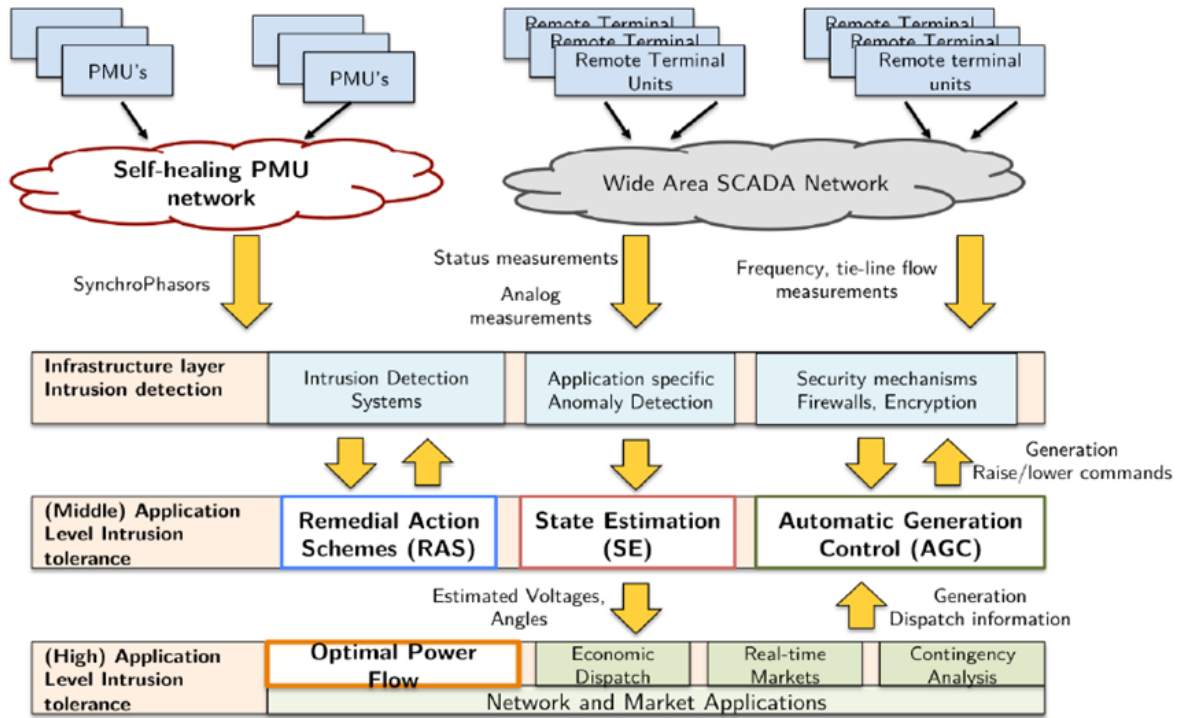 PMU's
PMU's
Remote Terminal
Remote Terminal
Remote Terminal
Units
Remote Terminal
Remote Terminal
Remote terminal
units
Self-healing PMU
network
Wide Area SCADA Network
SynchroPhasors
Status measurements
Analog
measurements
Frequency, tie-line flow
measurements
Infrastructure layer
Intrusion detection
Intrusion Detection
Systems
Application specific
Anomaly Detection
Security mechanisms
Firewalls, Encryption
Generation
Raise/lower commands
(Middle) Application
Level Intrusion
tolerance
Remedial Action
Schemes (RAS)
State Estimation
(SE)
Automatic Generation
Control (AGC)
Estimated Voltages,
Angles
Generation
Dispatch information
(High) Application
Level Intrusion
tolerance
Optimal Power
Flow
Economic
Dispatch
Real-time
Markets
Contingency
Analysis
Network and Market Applications